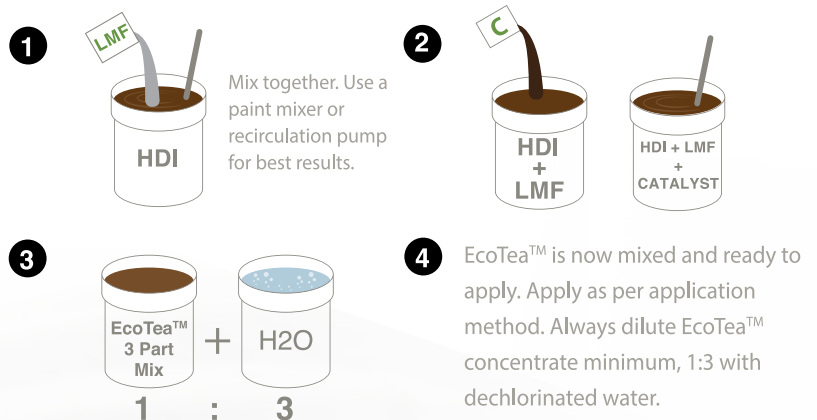 1
LMF
HDI
Mix together. Use a
paint mixer or
recirculation pump
for best results.
2
C
HDI
+
LMF
HDI + LMF
+
CATALYST
3
EcoTea™
3 Part
Mix
+
H2O
1 : 3
4
EcoTea™ is now mixed and ready to
apply. Apply as per application
method. Always dilute EcoTea™
concentrate minimum, 1:3 with
dechlorinated water.